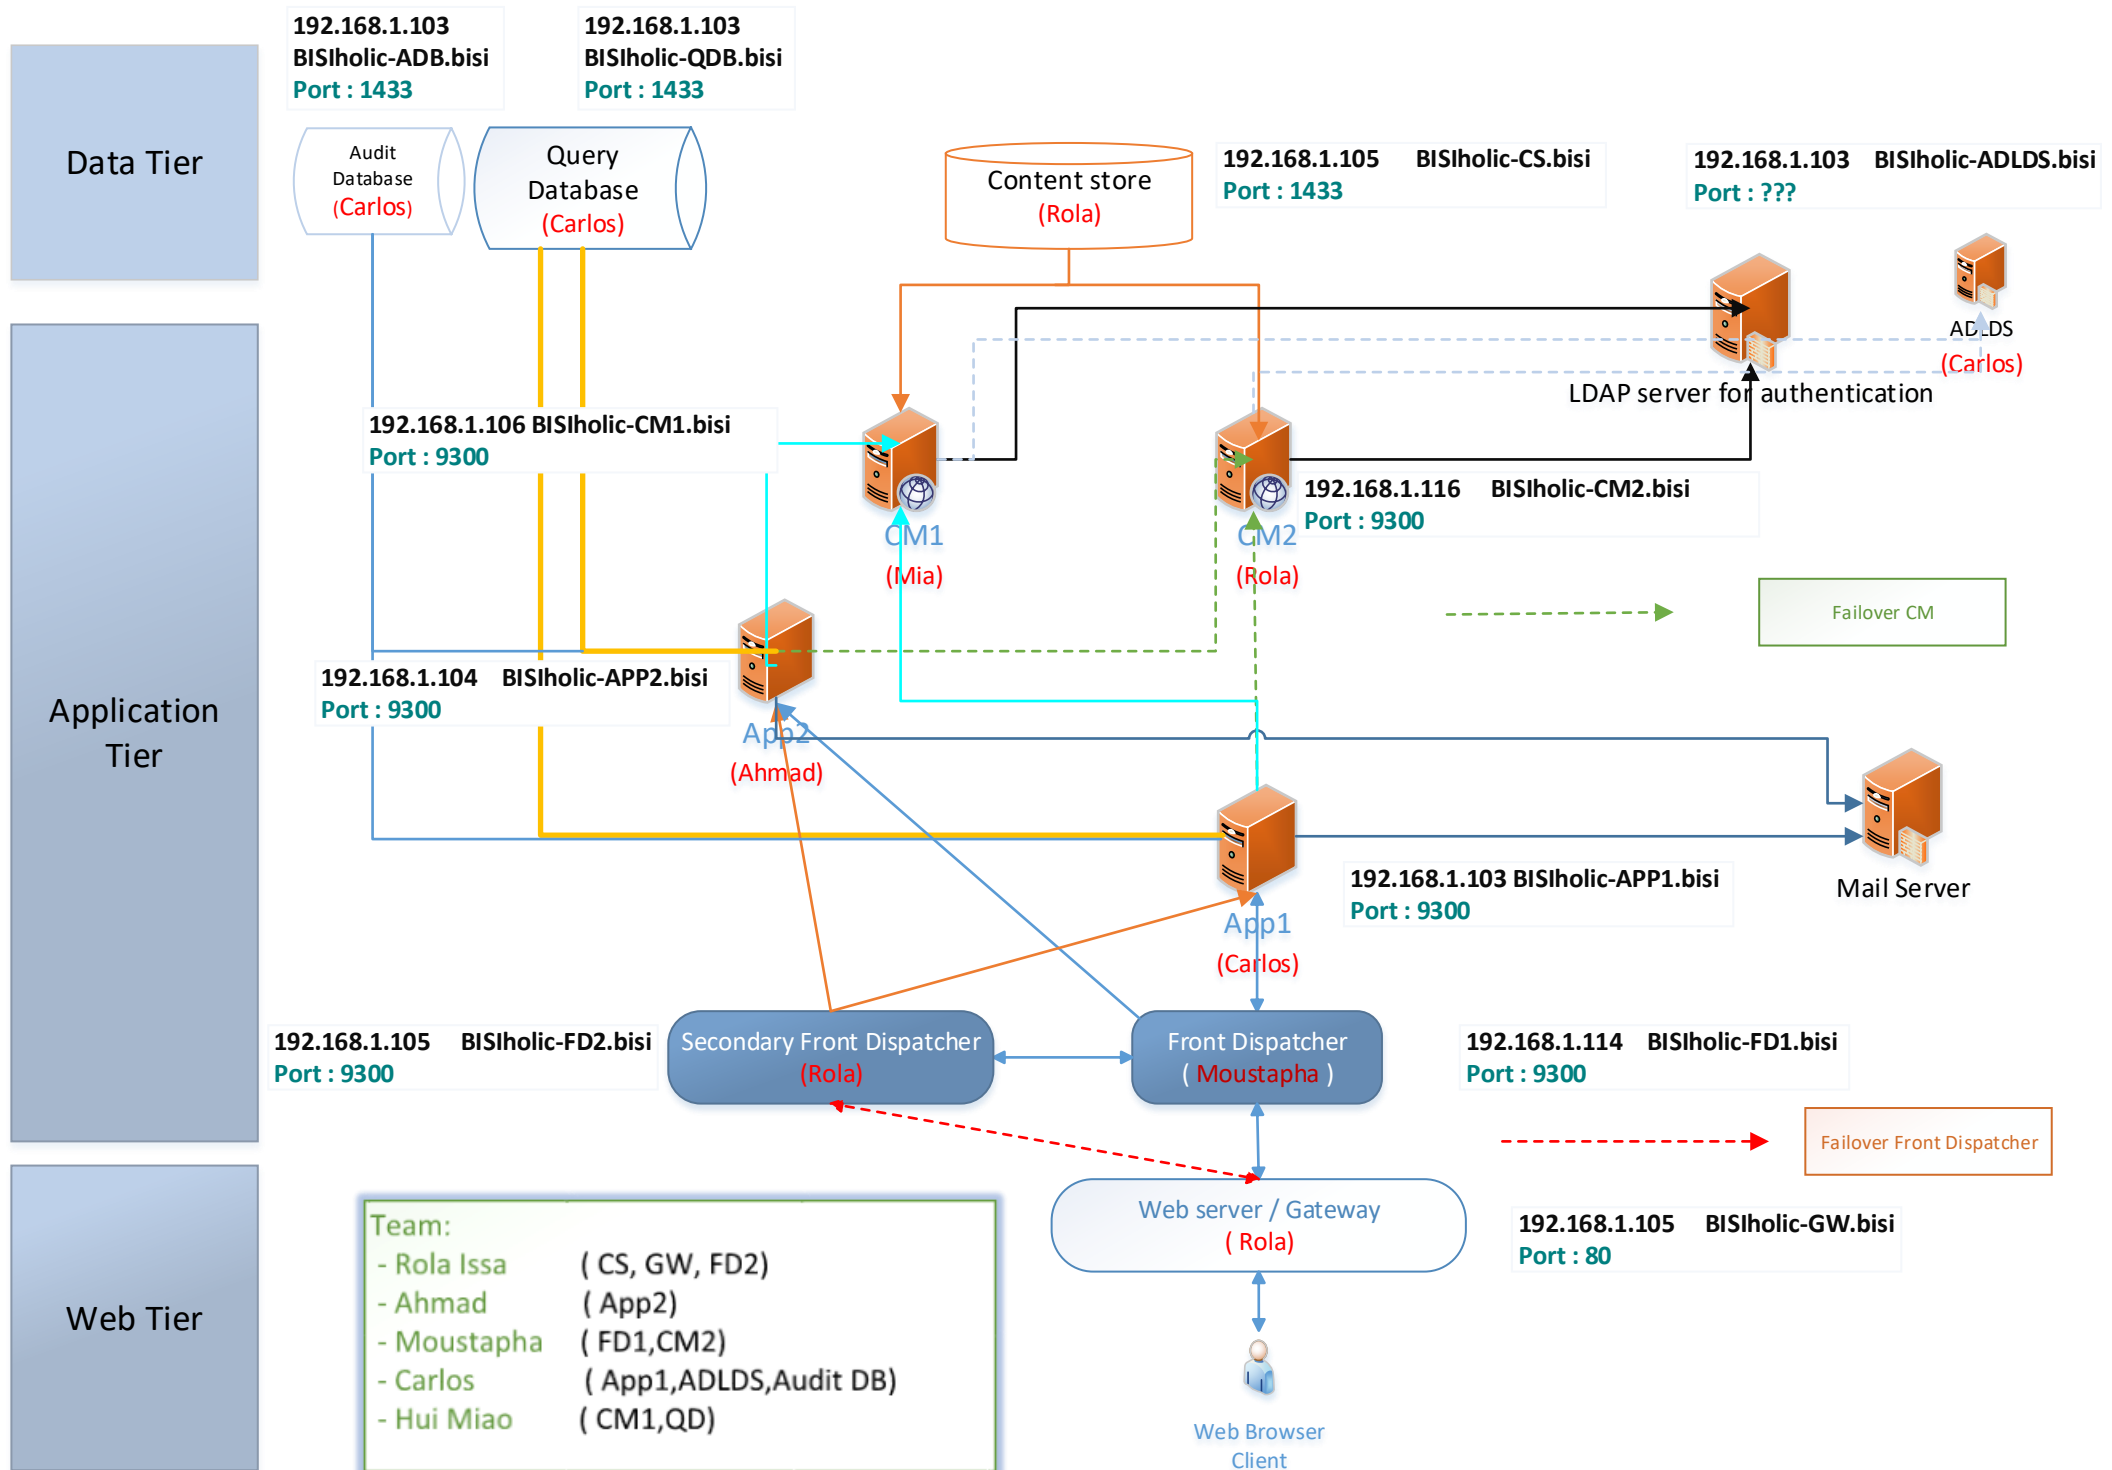 192.168.1.103
BISIholic-ADB.bisi
Port : 1433
192.168.1.103
BISIholic-QDB.bisi
Port : 1433
Data Tier
Audit
Database
(Carlos)
Query
Database
(Carlos)
Content store
(Rola)
192.168.1.105 BISIholic-CS.bisi
Port : 1433
192.168.1.103 BISIholic-ADLDS.bisi
Port : ???
ADLDS
(Carlos)
LDAP server for authentication
192.168.1.106 BISIholic-CM1.bisi
Port : 9300
CM1
(Mia)
CM2
(Rola)
192.168.1.116 BISIholic-CM2.bisi
Port : 9300
Failover CM
Application
Tier
192.168.1.104 BISIholic-APP2.bisi
Port : 9300
App2
(Ahmad)
Mail Server
192.168.1.103 BISIholic-APP1.bisi
Port : 9300
App1
(Carlos)
192.168.1.105 BISIholic-FD2.bisi
Port : 9300
Secondary Front Dispatcher
(Rola)
Front Dispatcher
( Moustapha )
192.168.1.114 BISIholic-FD1.bisi
Port : 9300
Failover Front Dispatcher
Web Tier
Web server / Gateway
( Rola)
192.168.1.105 BISIholic-GW.bisi
Port : 80
Team:
- Rola Issa ( CS, GW, FD2)
- Ahmad ( App2)
- Moustapha ( FD1,CM2)
- Carlos ( App1,ADLDS,Audit DB)
- Hui Miao ( CM1,QD)
Web Browser
Client